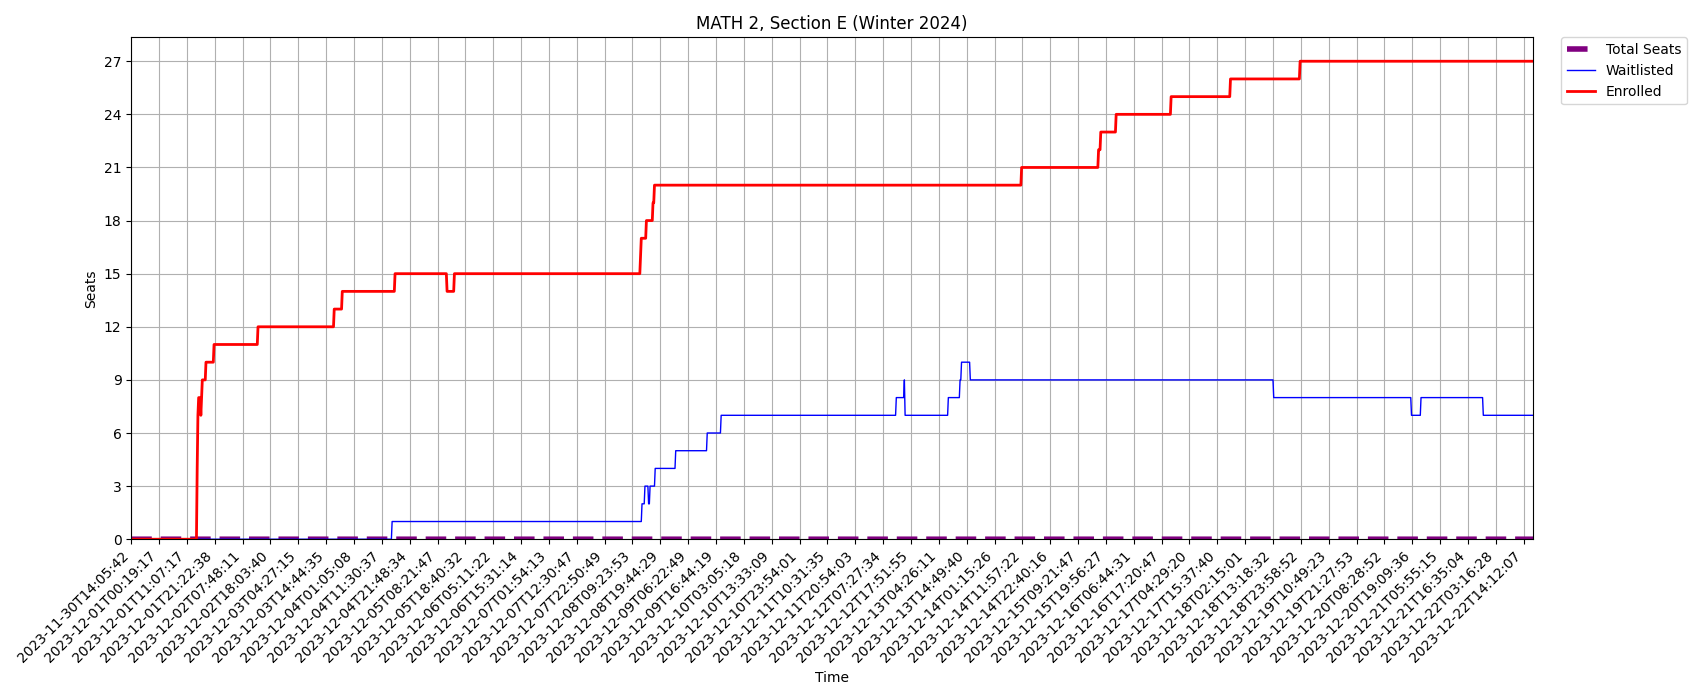 MATH 2, Section E (Winter 2024)
Total Seats
Waitlisted
Enrolled
Seats
27
24
21
18
15
12
9
6
3
0
2023-11-30T14:05:42
2023-12-01T00:19:17
2023-12-01T11:07:17
2023-12-01T21:22:38
2023-12-02T07:48:11
2023-12-02T18:03:40
2023-12-03T04:27:15
2023-12-03T14:44:35
2023-12-04T01:05:08
2023-12-04T11:30:37
2023-12-04T21:48:34
2023-12-05T08:21:47
2023-12-05T18:40:32
2023-12-06T05:11:22
2023-12-06T15:31:14
2023-12-07T01:54:13
2023-12-07T12:30:47
2023-12-07T22:50:49
2023-12-08T09:23:53
2023-12-08T19:44:29
2023-12-09T06:22:49
2023-12-09T16:44:19
2023-12-10T03:05:18
2023-12-10T13:33:09
2023-12-10T23:54:01
2023-12-11T10:31:35
2023-12-11T20:54:03
2023-12-12T07:27:34
2023-12-12T17:51:55
2023-12-13T04:26:11
2023-12-13T14:49:40
2023-12-14T01:15:26
2023-12-14T11:57:22
2023-12-14T22:40:16
2023-12-15T09:21:47
2023-12-15T19:56:27
2023-12-16T06:44:31
2023-12-16T17:20:47
2023-12-17T04:29:20
2023-12-17T15:37:40
2023-12-18T02:15:01
2023-12-18T13:18:32
2023-12-18T23:58:52
2023-12-19T10:49:23
2023-12-19T21:27:53
2023-12-20T08:28:52
2023-12-20T19:09:36
2023-12-21T05:55:15
2023-12-21T16:35:04
2023-12-22T03:16:28
2023-12-22T14:12:07
Time